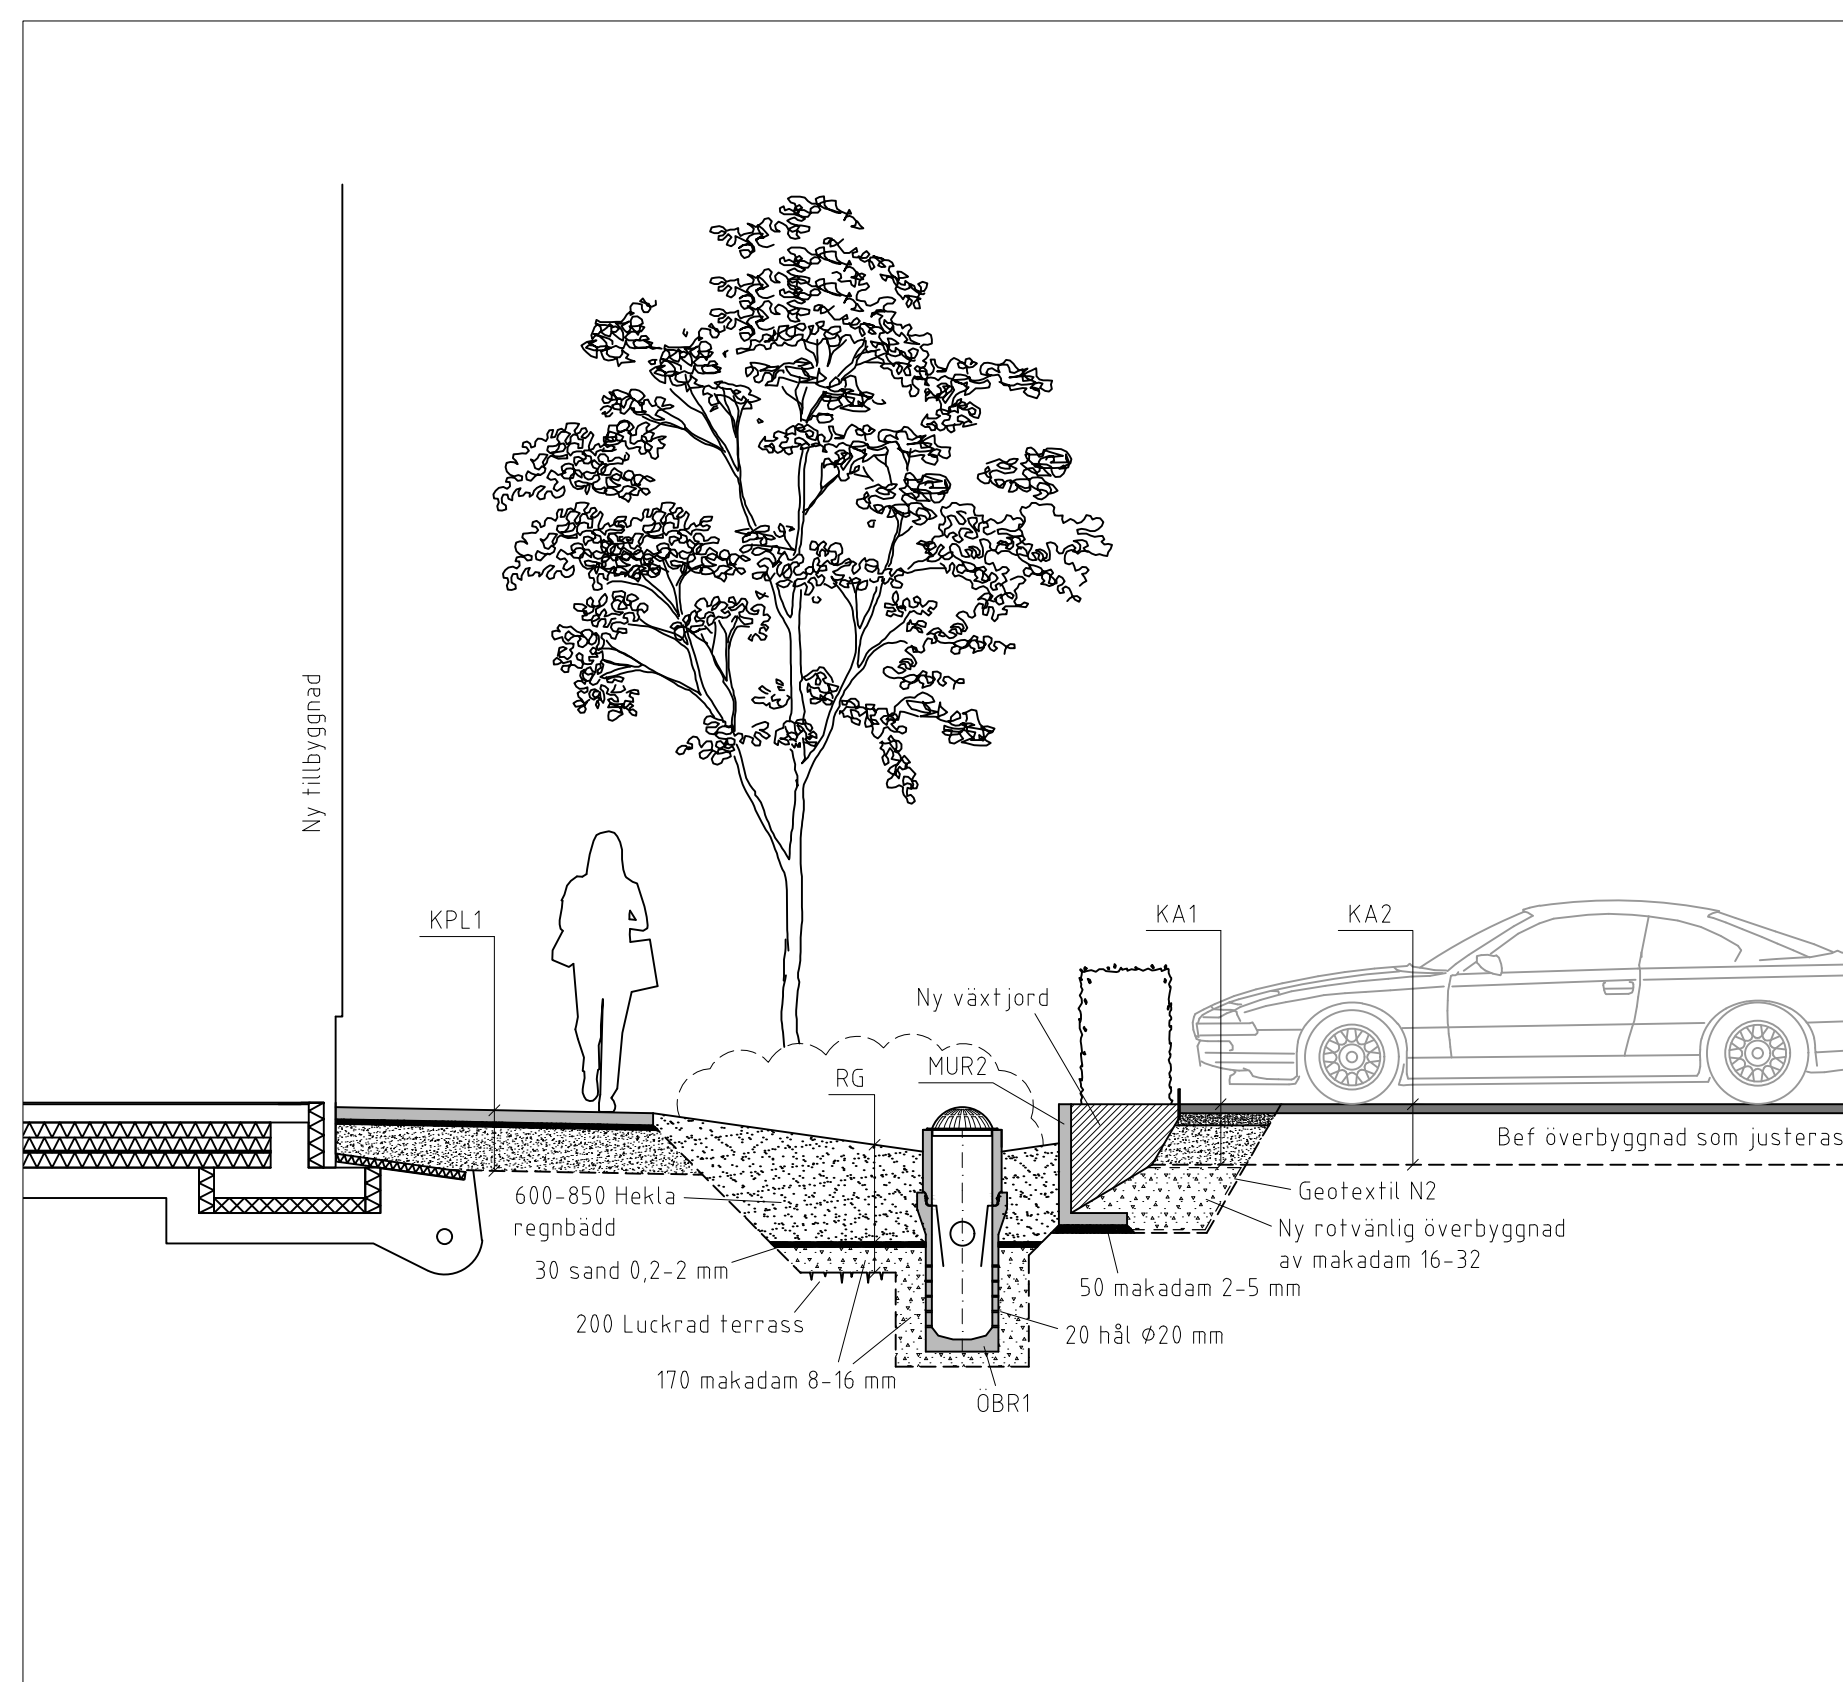 Ny tillbyggnad
KPL1
KA1
KA2
Ny växtjord
MUR2
RG
Bef överbyggnad som justeras
600-850 Hekla
regnbädd
Geotextil N2
Ny rotvänlig överbyggnad
av makadam 16-32
30 sand 0,2-2 mm
50 makadam 2-5 mm
200 Luckrad terrass
20 hål Ø20 mm
170 makadam 8-16 mm
ÖBR1